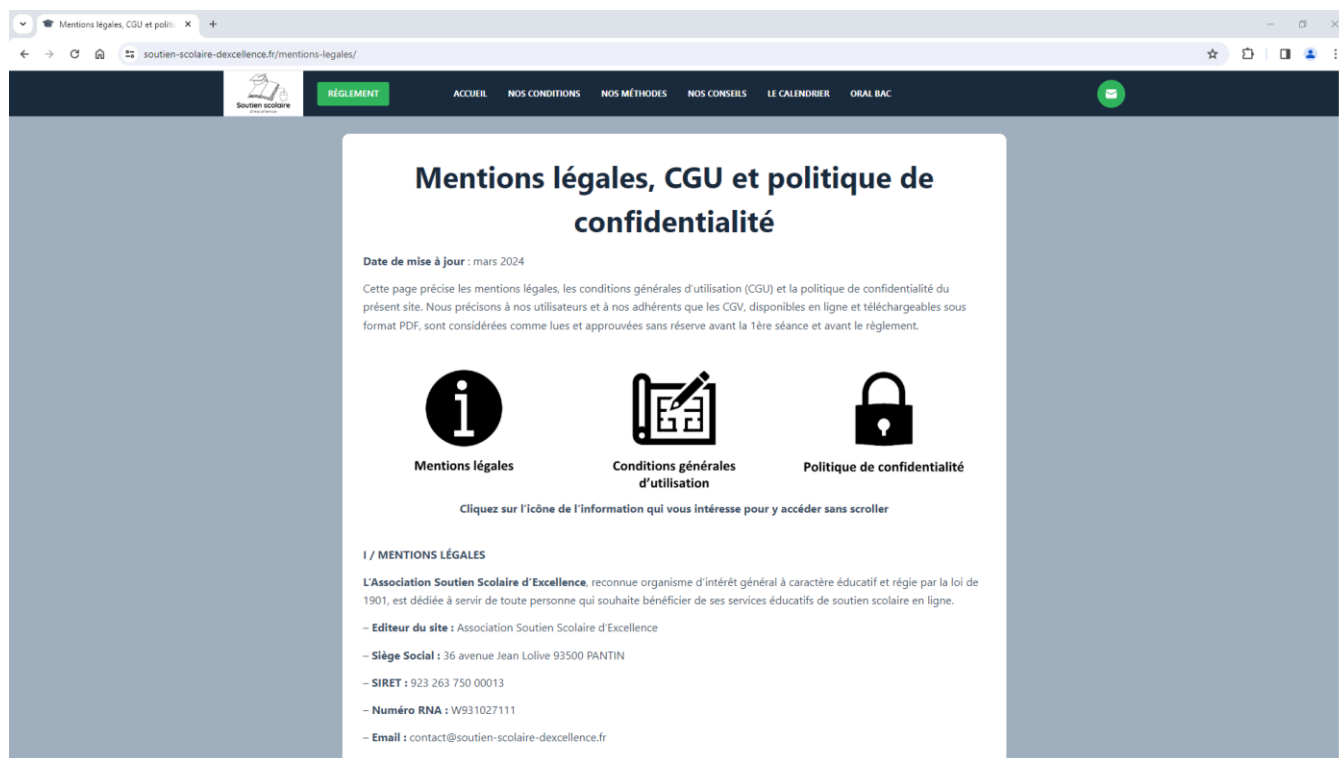 Mentions légales, CGU et politi
soutien-scolaire-dexcellence.fr/mentions-legales/
Soutien scolaire
d'excellence
RÈGLEMENT
ACCUEIL NOS CONDITIONS NOS MÉTHODES NOS CONSEILS LE CALENDRIER ORAL BAC
Mentions légales, CGU et politique de
confidentialité
Date de mise à jour : mars 2024
Cette page précise les mentions légales, les conditions générales d'utilisation (CGU) et la politique de confidentialité du
présent site. Nous précisons à nos utilisateurs et à nos adhérents que les CGV, disponibles en ligne et téléchargeables sous
format PDF, sont considérées comme lues et approuvées sans réserve avant la 1ère séance et avant le règlement.
Mentions légales
Conditions générales
d'utilisation
Politique de confidentialité
Cliquez sur l'icône de l'information qui vous intéresse pour y accéder sans scroller
I / MENTIONS LÉGALES
L'Association Soutien Scolaire d'Excellence, reconnue organisme d'intérêt général à caractère éducatif et régie par la loi de
1901, est dédiée à servir de toute personne qui souhaite bénéficier de ses services éducatifs de soutien scolaire en ligne.
– Editeur du site : Association Soutien Scolaire d'Excellence
– Siège Social : 36 avenue Jean Lolive 93500 PANTIN
– SIRET : 923 263 750 00013
– Numéro RNA : W931027111
– Email : contact@soutien-scolaire-dexcellence.fr